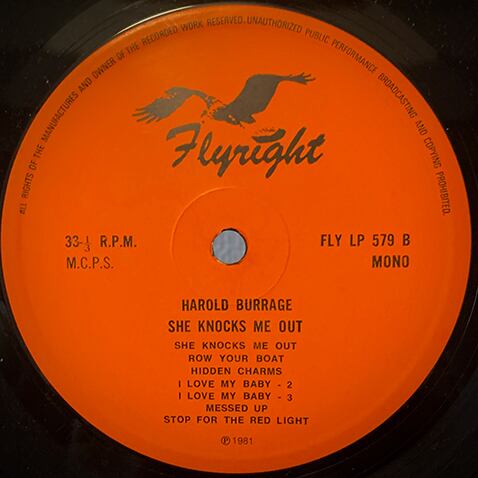 ALL RIGHTS OF THE MANUFACTURES AND OWNER OF THE RECORDED WORK RESERVED. UNAUTHORIZED PUBLIC PERFORMANCE BROADCASTING AND COPYING PROHIBITED.
Flyright
33-1/3 R.P.M.
M.C.P.S.
FLY LP 579 B
MONO
HAROLD BURRAGE
SHE KNOCKS ME OUT
SHE KNOCKS ME OUT
ROW YOUR BOAT
HIDDEN CHARMS
I LOVE MY BABY - 2
I LOVE MY BABY - 3
MESSED UP
STOP FOR THE RED LIGHT
℗ 1981